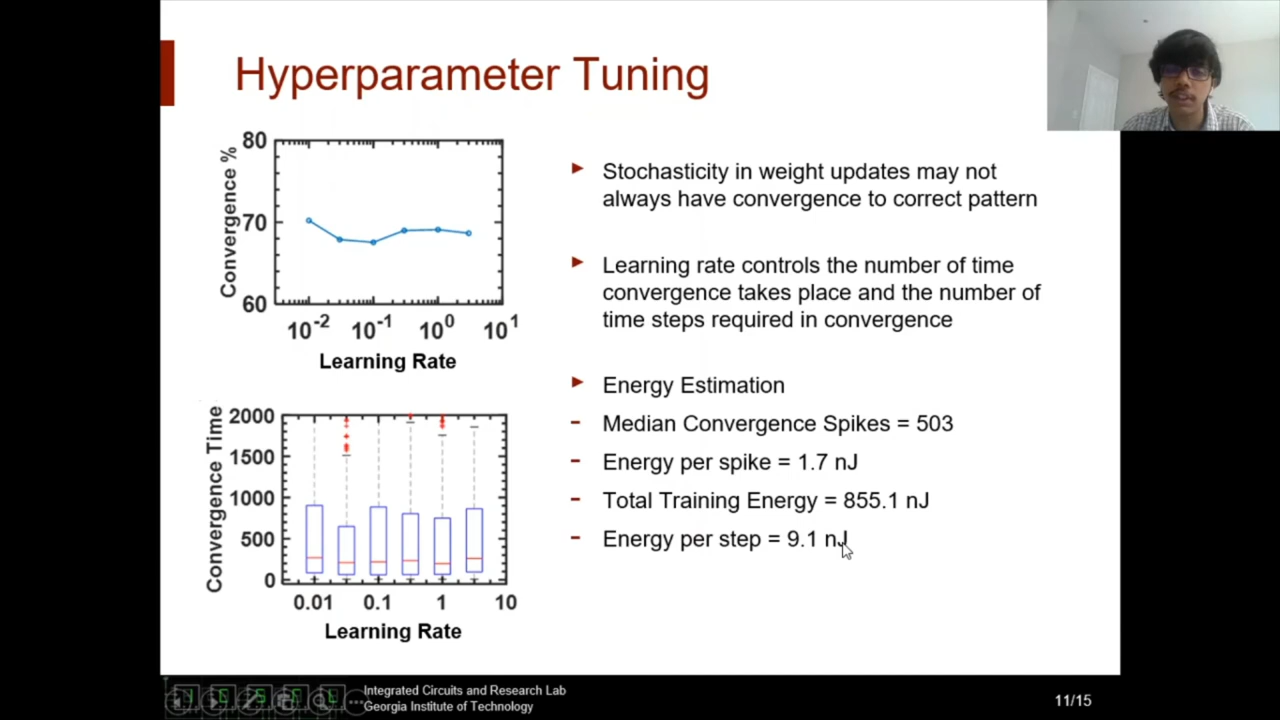 Hyperparameter Tuning
80
70
60
Convergence %
10-2 10-1 100 101
Learning Rate
2000
1500
1000
500
0
Convergence Time
0.01 0.1 1 10
Learning Rate
Stochasticity in weight updates may not
always have convergence to correct pattern
Learning rate controls the number of time
convergence takes place and the number of
time steps required in convergence
Energy Estimation
- Median Convergence Spikes = 503
- Energy per spike = 1.7 nJ
- Total Training Energy = 855.1 nJ
- Energy per step = 9.1 nJ
Integrated Circuits and Research Lab
Georgia Institute of Technology
11/15